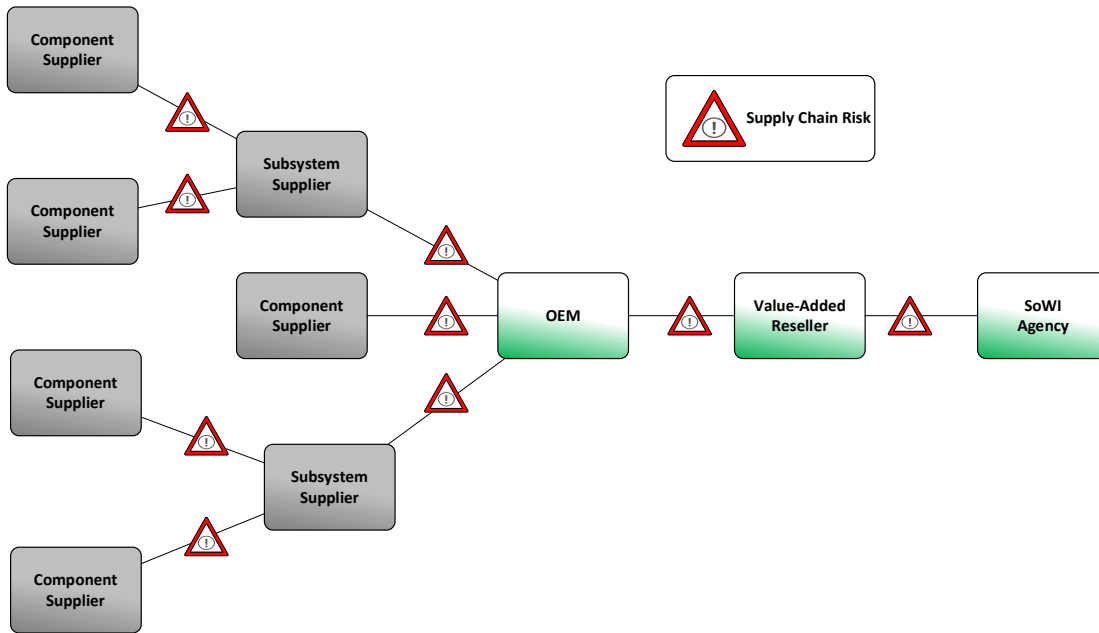 Component
Supplier
Supply Chain Risk
Subsystem
Supplier
Component
Supplier
Component
Supplier
OEM
Value-Added
Reseller
SoWI
Agency
Component
Supplier
Subsystem
Supplier
Component
Supplier